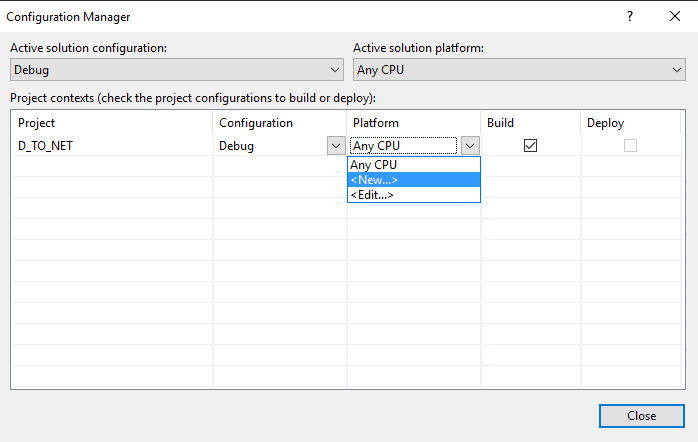 Configuration Manager
?
Active solution configuration: Active solution platform:
Debug Any CPU
Project contexts (check the project configurations to build or deploy):
Project Configuration Platform Build Deploy
D_TO_NET Debug Any CPU
Any CPU
<New...>
<Edit...>
Close